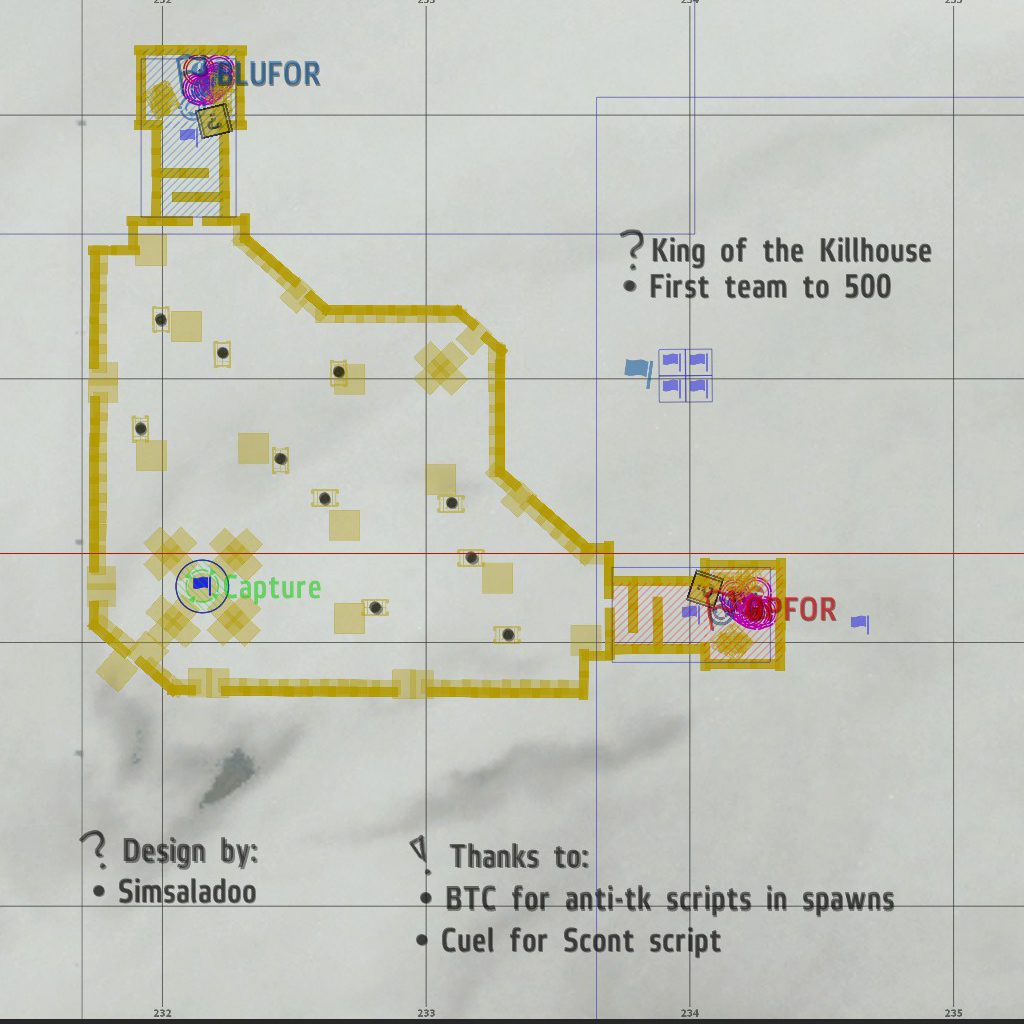 232 233 234 235
BLUFOR
King of the Killhouse
First team to 500
Capture
OPFOR
Design by:
Simsaladoo
Thanks to:
BTC for anti-tk scripts in spawns
Cuel for Scont script
232 233 234 235